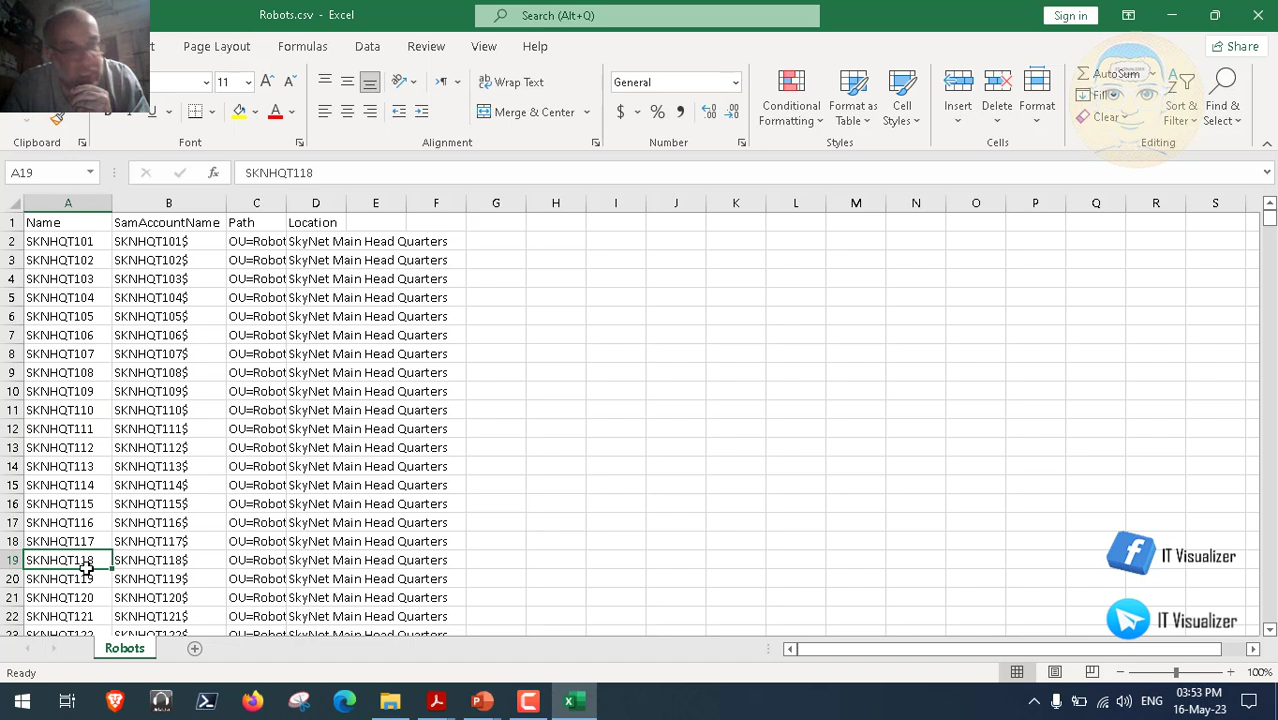 Robots.csv - Excel
Search (Alt+Q)
Sign in
Page Layout
Formulas
Data
Review
View
Help
Share
11
Wrap Text
General
Merge & Center
Conditional
Formatting
Format as
Table
Cell
Styles
Insert
Delete
Format
AutoSum
Fill
Clear
Sort &
Filter
Find &
Select
Clipboard
Font
Alignment
Number
Styles
Cells
Editing
A19
SKNHQT118
A B C D E F G H I J K L M N O P Q R S
1 Name SamAccountName Path Location
2 SKNHQT101 SKNHQT101$ OU=Robot SkyNet Main Head Quarters
3 SKNHQT102 SKNHQT102$ OU=Robot SkyNet Main Head Quarters
4 SKNHQT103 SKNHQT103$ OU=Robot SkyNet Main Head Quarters
5 SKNHQT104 SKNHQT104$ OU=Robot SkyNet Main Head Quarters
6 SKNHQT105 SKNHQT105$ OU=Robot SkyNet Main Head Quarters
7 SKNHQT106 SKNHQT106$ OU=Robot SkyNet Main Head Quarters
8 SKNHQT107 SKNHQT107$ OU=Robot SkyNet Main Head Quarters
9 SKNHQT108 SKNHQT108$ OU=Robot SkyNet Main Head Quarters
10 SKNHQT109 SKNHQT109$ OU=Robot SkyNet Main Head Quarters
11 SKNHQT110 SKNHQT110$ OU=Robot SkyNet Main Head Quarters
12 SKNHQT111 SKNHQT111$ OU=Robot SkyNet Main Head Quarters
13 SKNHQT112 SKNHQT112$ OU=Robot SkyNet Main Head Quarters
14 SKNHQT113 SKNHQT113$ OU=Robot SkyNet Main Head Quarters
15 SKNHQT114 SKNHQT114$ OU=Robot SkyNet Main Head Quarters
16 SKNHQT115 SKNHQT115$ OU=Robot SkyNet Main Head Quarters
17 SKNHQT116 SKNHQT116$ OU=Robot SkyNet Main Head Quarters
18 SKNHQT117 SKNHQT117$ OU=Robot SkyNet Main Head Quarters
19 SKNHQT118 SKNHQT118$ OU=Robot SkyNet Main Head Quarters
20 SKNHQT119 SKNHQT119$ OU=Robot SkyNet Main Head Quarters
21 SKNHQT120 SKNHQT120$ OU=Robot SkyNet Main Head Quarters
22 SKNHQT121 SKNHQT121$ OU=Robot SkyNet Main Head Quarters
IT Visualizer
IT Visualizer
Robots
Ready
100%
ENG
03:53 PM
16-May-23